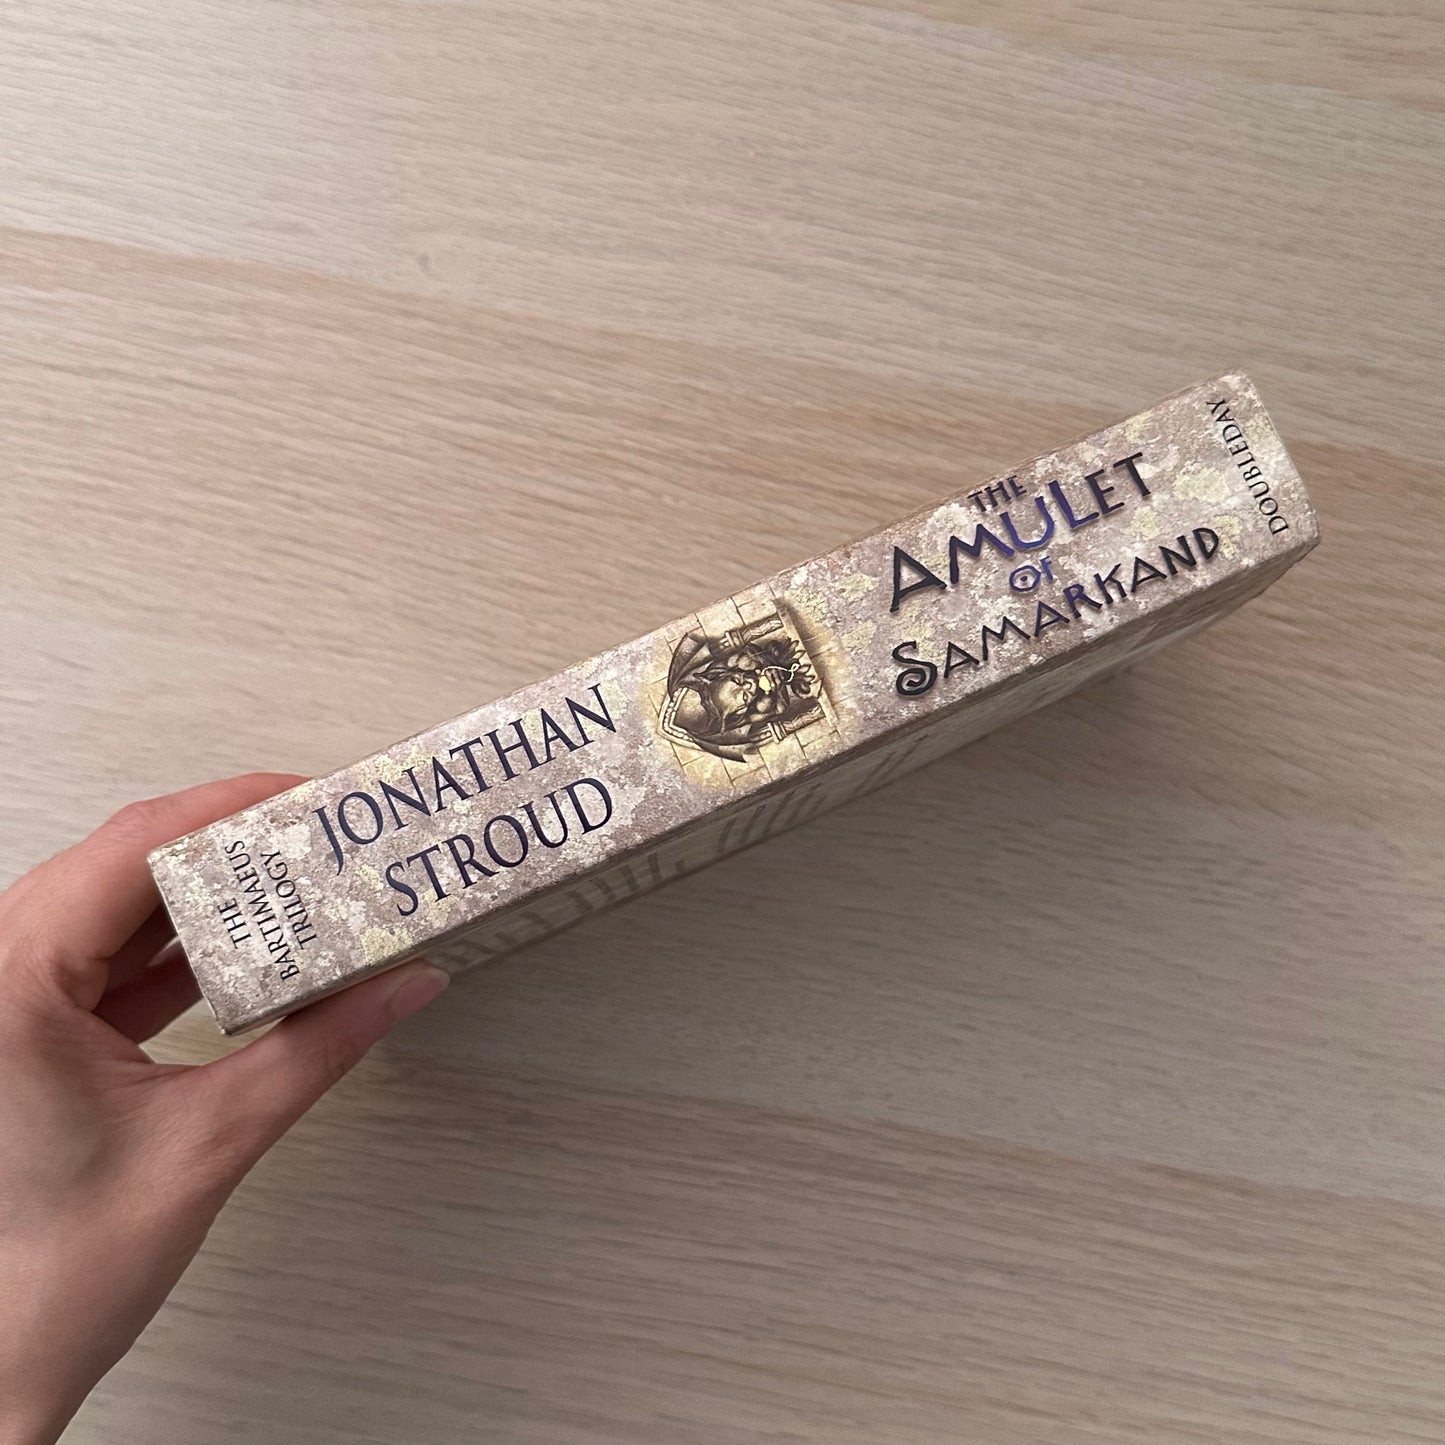 THE
BARTIMAEUS
TRILOGY
JONATHAN
STROUD
THE
AMULET
OF
SAMARKAND
DOUBLEDAY